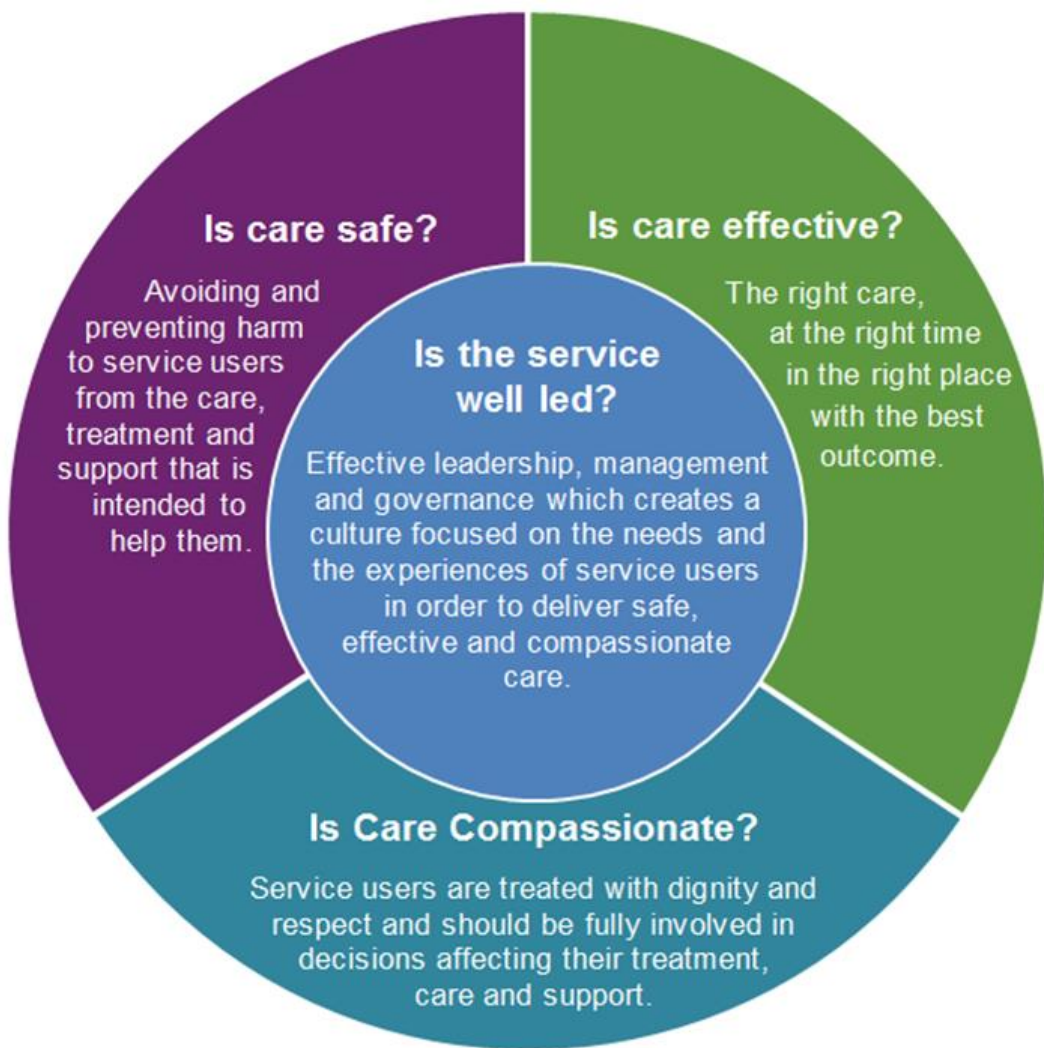 Is care safe?
Avoiding and
preventing harm
to service users
from the care,
treatment and
support that is
intended to
help them.
Is care effective?
The right care,
at the right time
in the right place
with the best
outcome.
Is the service
well led?
Effective leadership, management
and governance which creates a
culture focused on the needs and
the experiences of service users
in order to deliver safe,
effective and compassionate
care.
Is Care Compassionate?
Service users are treated with dignity and
respect and should be fully involved in
decisions affecting their treatment,
care and support.